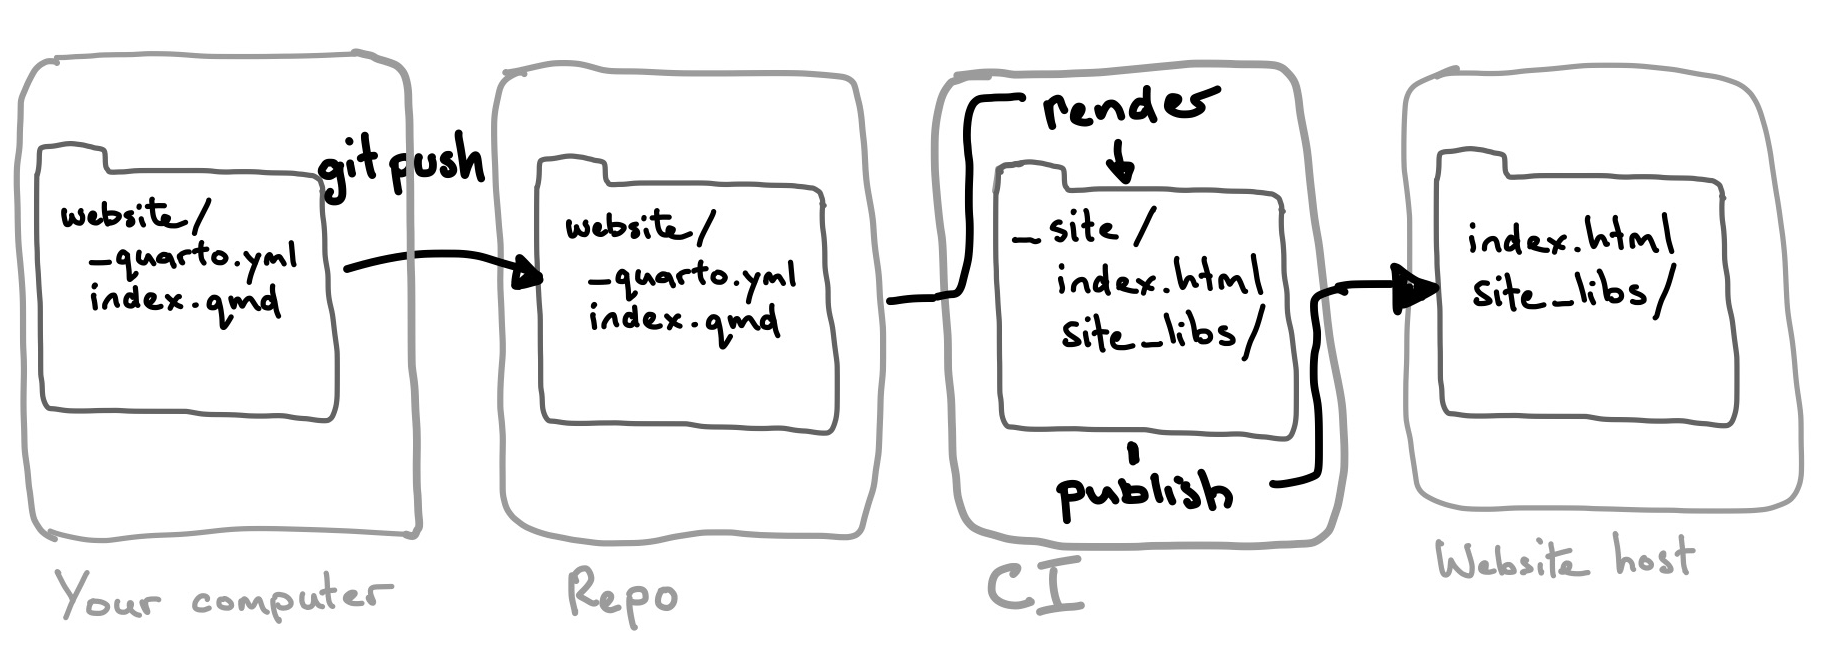 git push
website/
_quarto.yml
index.qmd
Your computer
website/
_quarto.yml
index.qmd
Repo
render
_site/
index.html
site_libs/
publish
CI
index.html
site_libs/
Website host